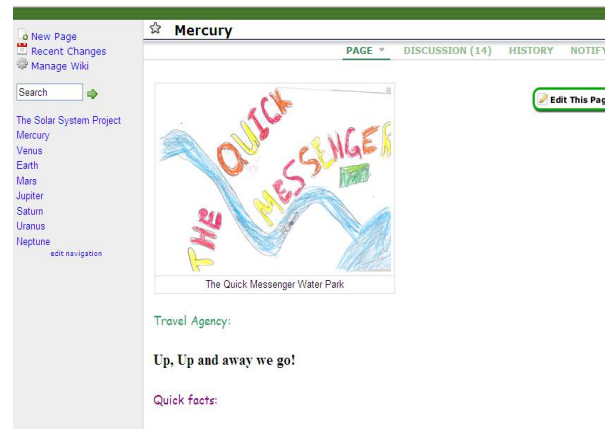 New Page
Recent Changes
Manage Wiki
Search
The Solar System Project
Mercury
Venus
Earth
Mars
Jupiter
Saturn
Uranus
Neptune
edit navigation
Mercury
PAGE DISCUSSION (14) HISTORY NOTIFY
Edit This Pag
THE QUICK
MESSENGER
The Quick Messenger Water Park
Travel Agency:
Up, Up and away we go!
Quick facts: